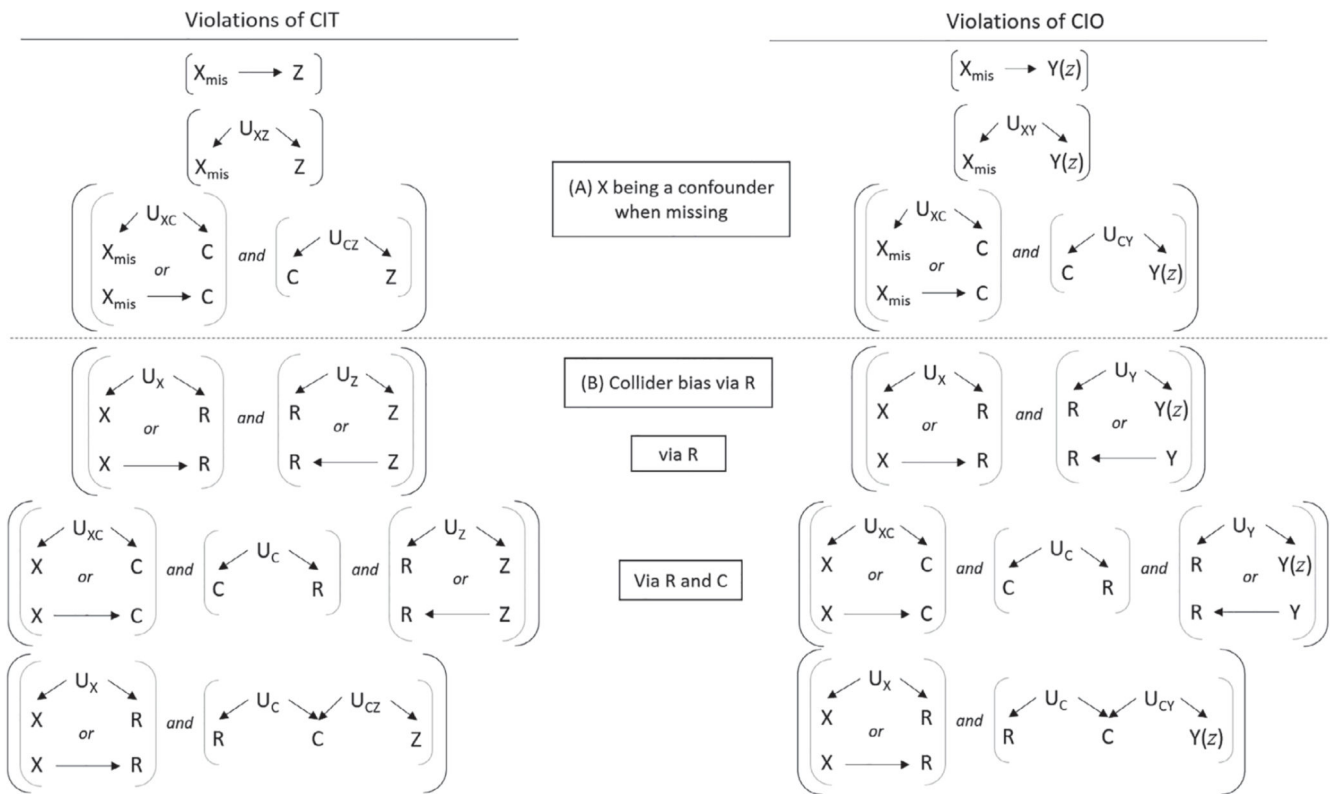 Violations of CIT
Violations of CIO
X_mis Z
X_mis Y(z)
U_XZ
X_mis Z
U_XY
X_mis Y(z)
(A) X being a confounder
when missing
U_XC
X_mis C
or
X_mis C
and
U_CZ
C Z
U_XC
X_mis C
or
X_mis C
and
U_CY
C Y(z)
(B) Collider bias via R
via R
U_X
X R
or
X R
and
U_Z
R Z
or
R Z
U_X
X R
or
X R
and
U_Y
R Y(z)
or
R Y
Via R and C
U_XC
X C
or
X C
and
U_C
C R
and
U_Z
R Z
or
R Z
U_XC
X C
or
X C
and
U_C
C R
and
U_Y
R Y(z)
or
R Y
U_X
X R
or
X R
and
U_C U_CZ
R C Z
U_X
X R
or
X R
and
U_C U_CY
R C Y(z)